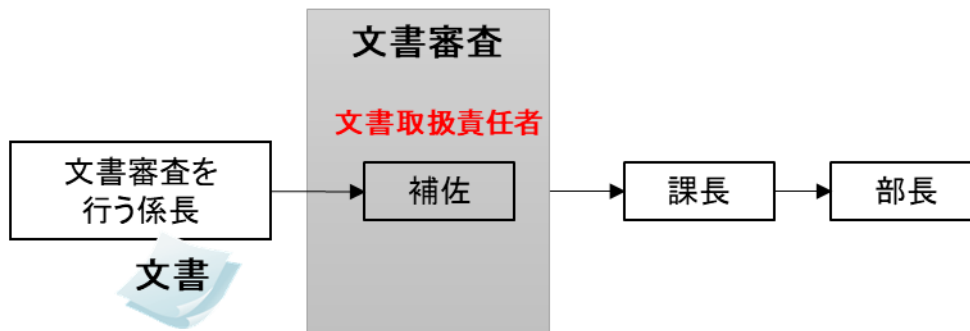 文書審査
文書取扱責任者
文書審査を
行う係長
補佐
課長
部長
文書